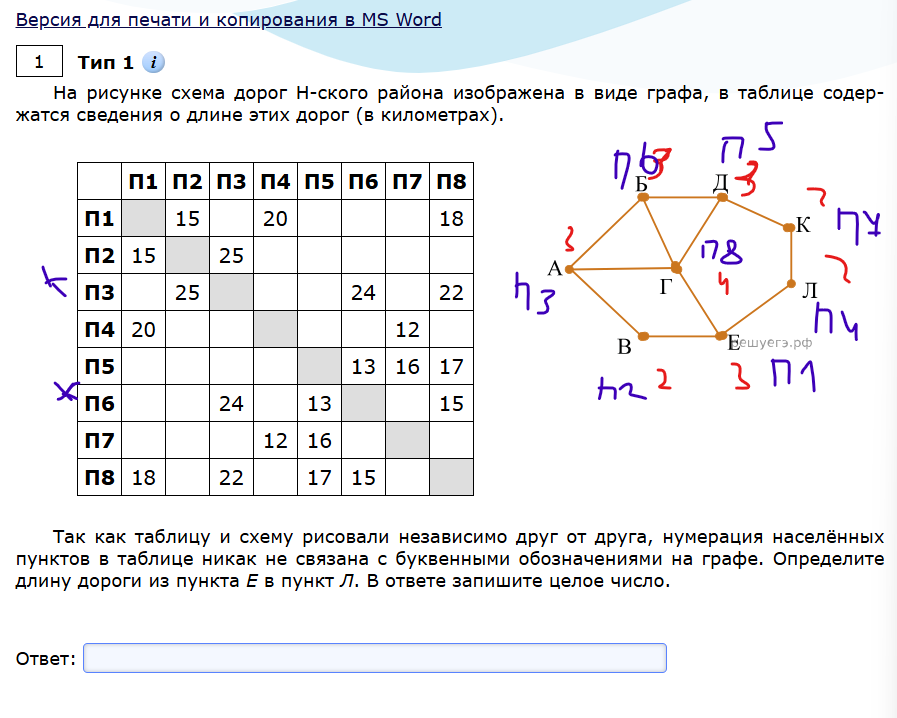 Версия для печати и копирования в MS Word
1 Тип 1 i
На рисунке схема дорог Н-ского района изображена в виде графа, в таблице содер-
жатся сведения о длине этих дорог (в километрах).
П1 П2 П3 П4 П5 П6 П7 П8
П1 15 20 18
П2 15 25
П3 25 24 22
П4 20 12
П5 13 16 17
П6 24 13 15
П7 12 16
П8 18 22 17 15
П6 3 П5
Б Д 3
2
К П7
3 П8
А Г 4 2
П3 Л
П4
В Е решуегэ.рф
П2 2 3 П1
Так как таблицу и схему рисовали независимо друг от друга, нумерация населённых
пунктов в таблице никак не связана с буквенными обозначениями на графе. Определите
длину дороги из пункта Е в пункт Л. В ответе запишите целое число.
Ответ: